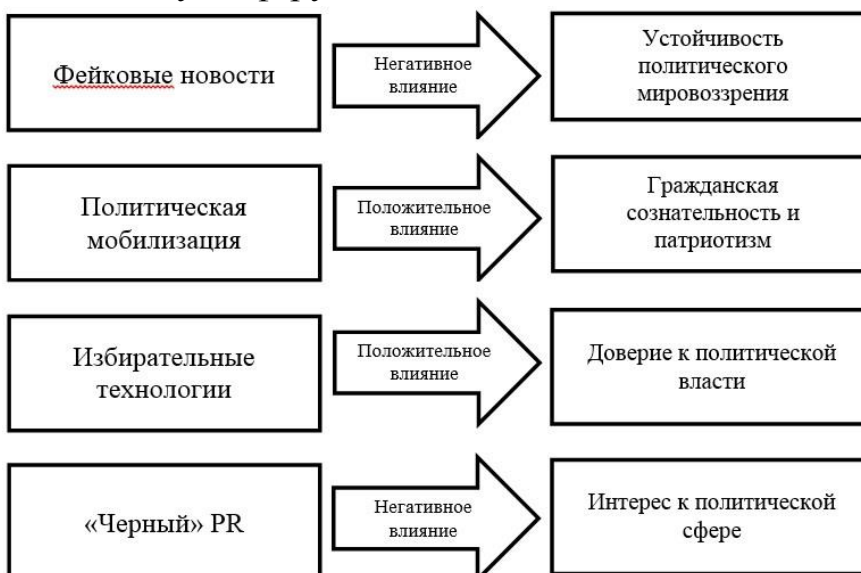 Фейковые новости
Негативное
влияние
Устойчивость
политического
мировоззрения
Политическая
мобилизация
Положительное
влияние
Гражданская
сознательность и
патриотизм
Избирательные
технологии
Положительное
влияние
Доверие к политической
власти
«Черный» PR
Негативное
влияние
Интерес к политической
сфере